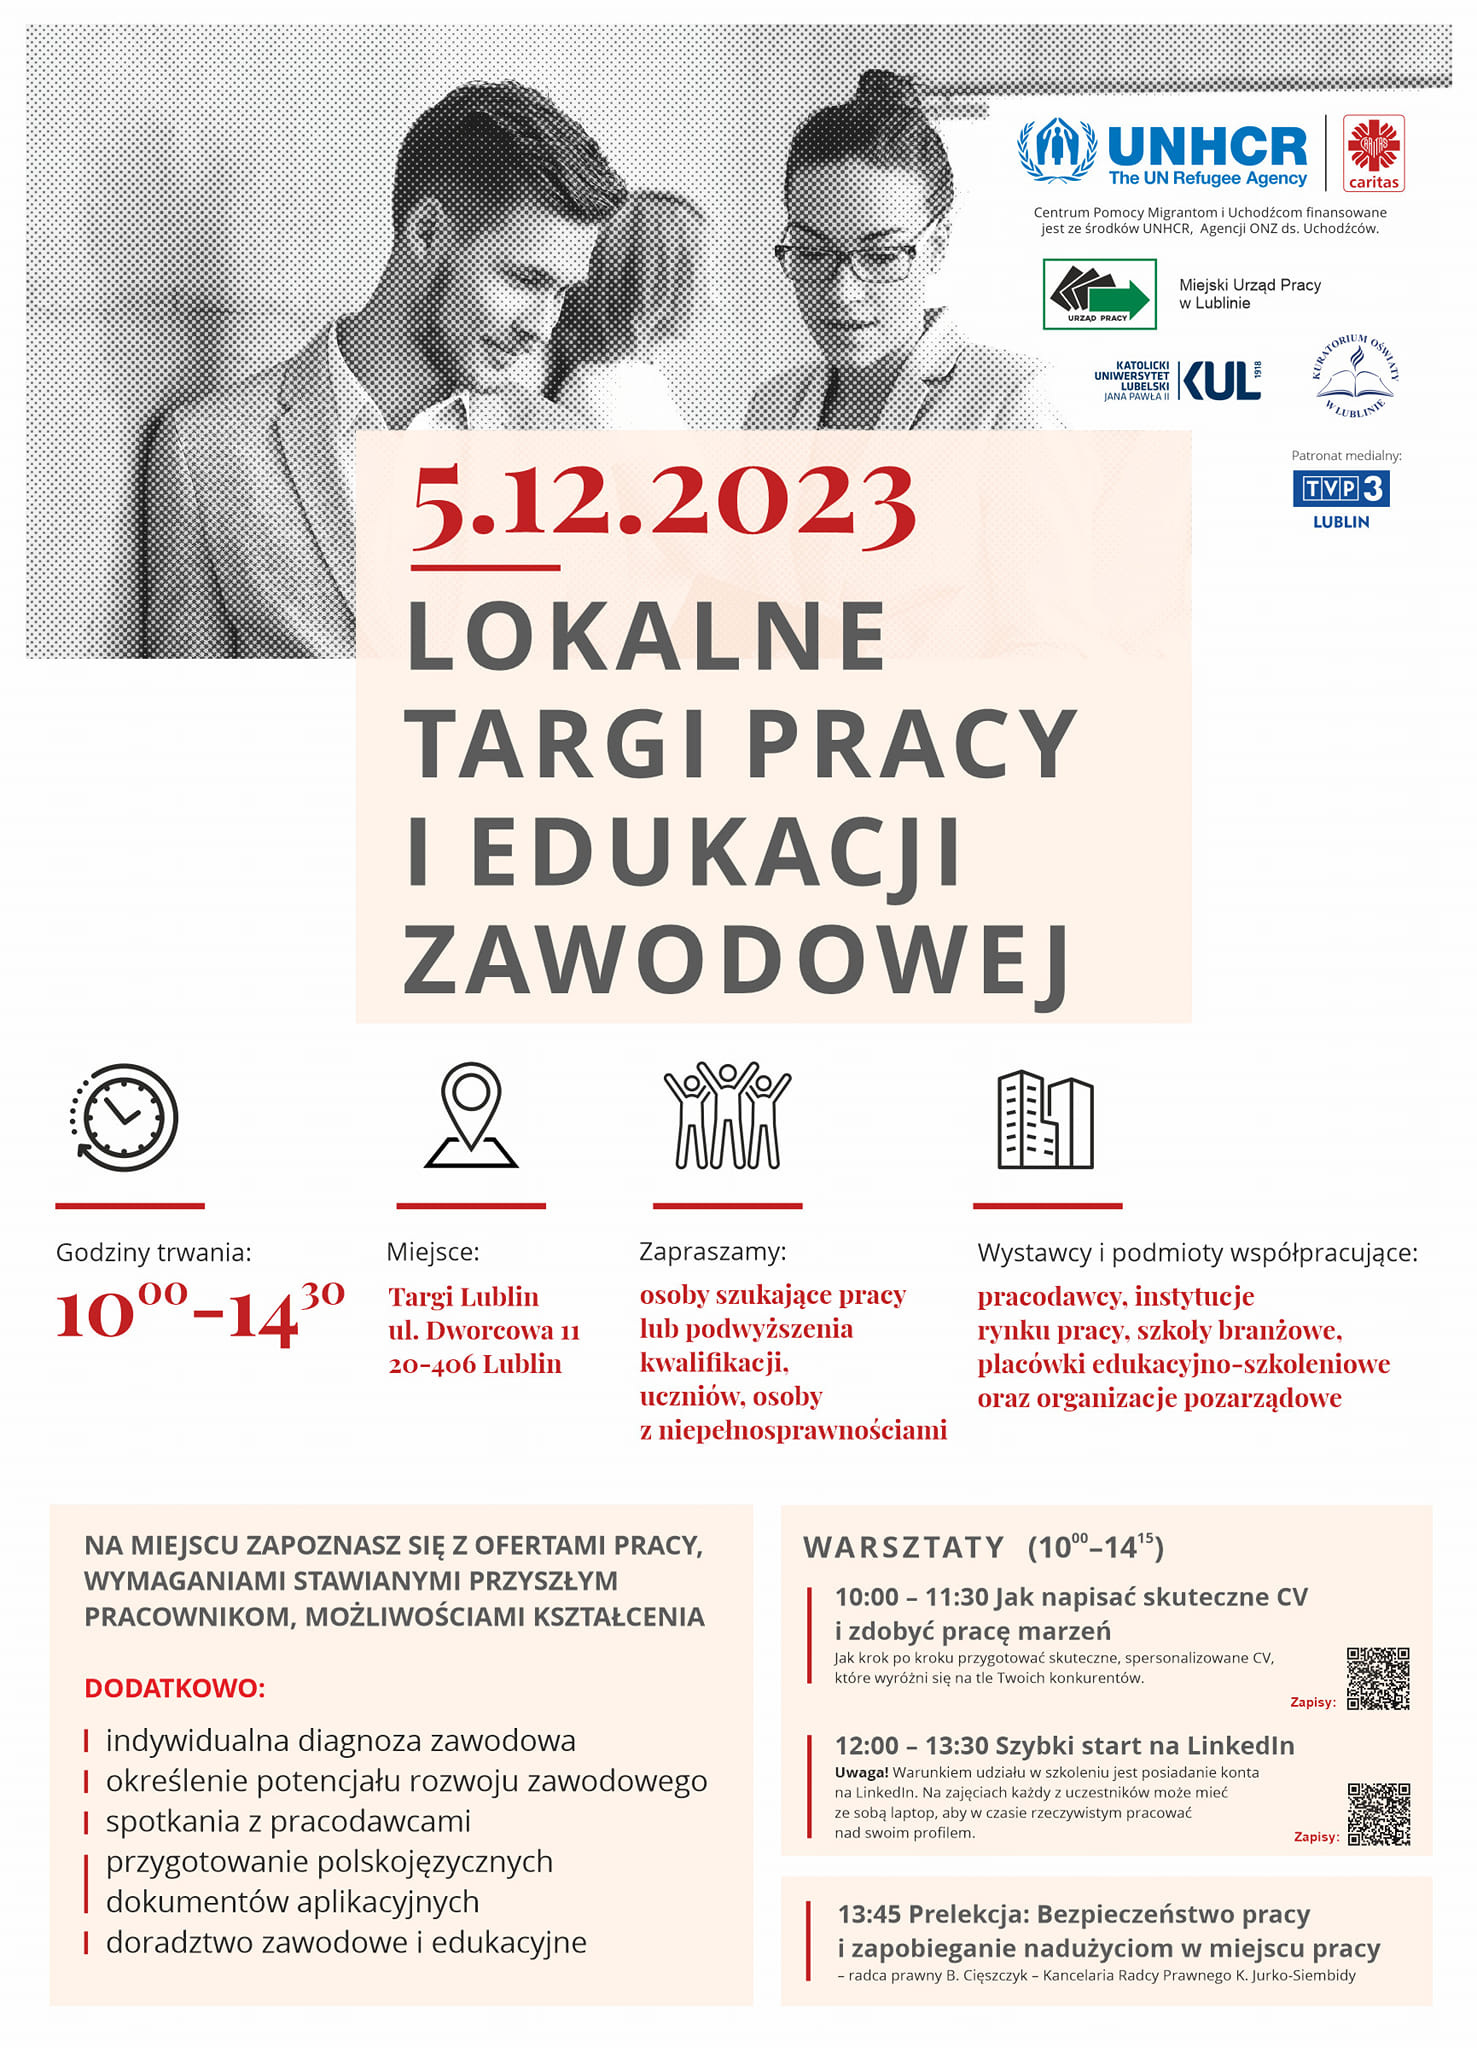 UNHCR
The UN Refugee Agency
caritas
Centrum Pomocy Migrantom i Uchodźcom finansowane
jest ze środków UNHCR, Agencji ONZ ds. Uchodźców.
URZĄD PRACY
Miejski Urząd Pracy
w Lublinie
KATOLICKI
UNIWERSYTET
LUBELSKI
JANA PAWŁA II
KUL
1918
KURATORIUM OŚWIATY
W LUBLINIE
Patronat medialny:
TVP3
LUBLIN
5.12.2023
LOKALNE
TARGI PRACY
I EDUKACJI
ZAWODOWEJ
Godziny trwania:
10⁰⁰-14³⁰
Miejsce:
Targi Lublin
ul. Dworcowa 11
20-406 Lublin
Zapraszamy:
osoby szukające pracy
lub podwyższenia
kwalifikacji,
uczniów, osoby
z niepełnosprawnościami
Wystawcy i podmioty współpracujące:
pracodawcy, instytucje
rynku pracy, szkoły branżowe,
placówki edukacyjno-szkoleniowe
oraz organizacje pozarządowe
NA MIEJSCU ZAPOZNASZ SIĘ Z OFERTAMI PRACY,
WYMAGANIAMI STAWIANYMI PRZYSZŁYM
PRACOWNIKOM, MOŻLIWOŚCIAMI KSZTAŁCENIA
DODATKOWO:
indywidualna diagnoza zawodowa
określenie potencjału rozwoju zawodowego
spotkania z pracodawcami
przygotowanie polskojęzycznych
dokumentów aplikacyjnych
doradztwo zawodowe i edukacyjne
WARSZTATY (10⁰⁰–14¹⁵)
10:00 – 11:30 Jak napisać skuteczne CV
i zdobyć pracę marzeń
Jak krok po kroku przygotować skuteczne, spersonalizowane CV,
które wyróżni się na tle Twoich konkurentów.
Zapisy:
12:00 – 13:30 Szybki start na LinkedIn
Uwaga! Warunkiem udziału w szkoleniu jest posiadanie konta
na LinkedIn. Na zajęciach każdy z uczestników może mieć
ze sobą laptop, aby w czasie rzeczywistym pracować
nad swoim profilem.
Zapisy:
13:45 Prelekcja: Bezpieczeństwo pracy
i zapobieganie nadużyciom w miejscu pracy
– radca prawny B. Cięszczyk – Kancelaria Radcy Prawnego K. Jurko-Siembidy